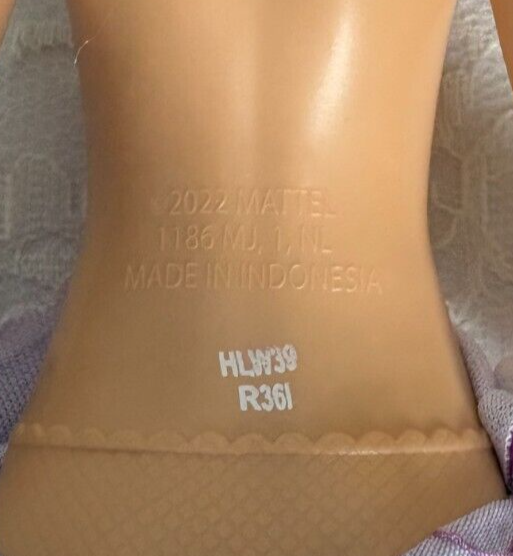 2022 MATTEL
1186 MJ, 1, NL
MADE IN INDONESIA
HLW39
R36I